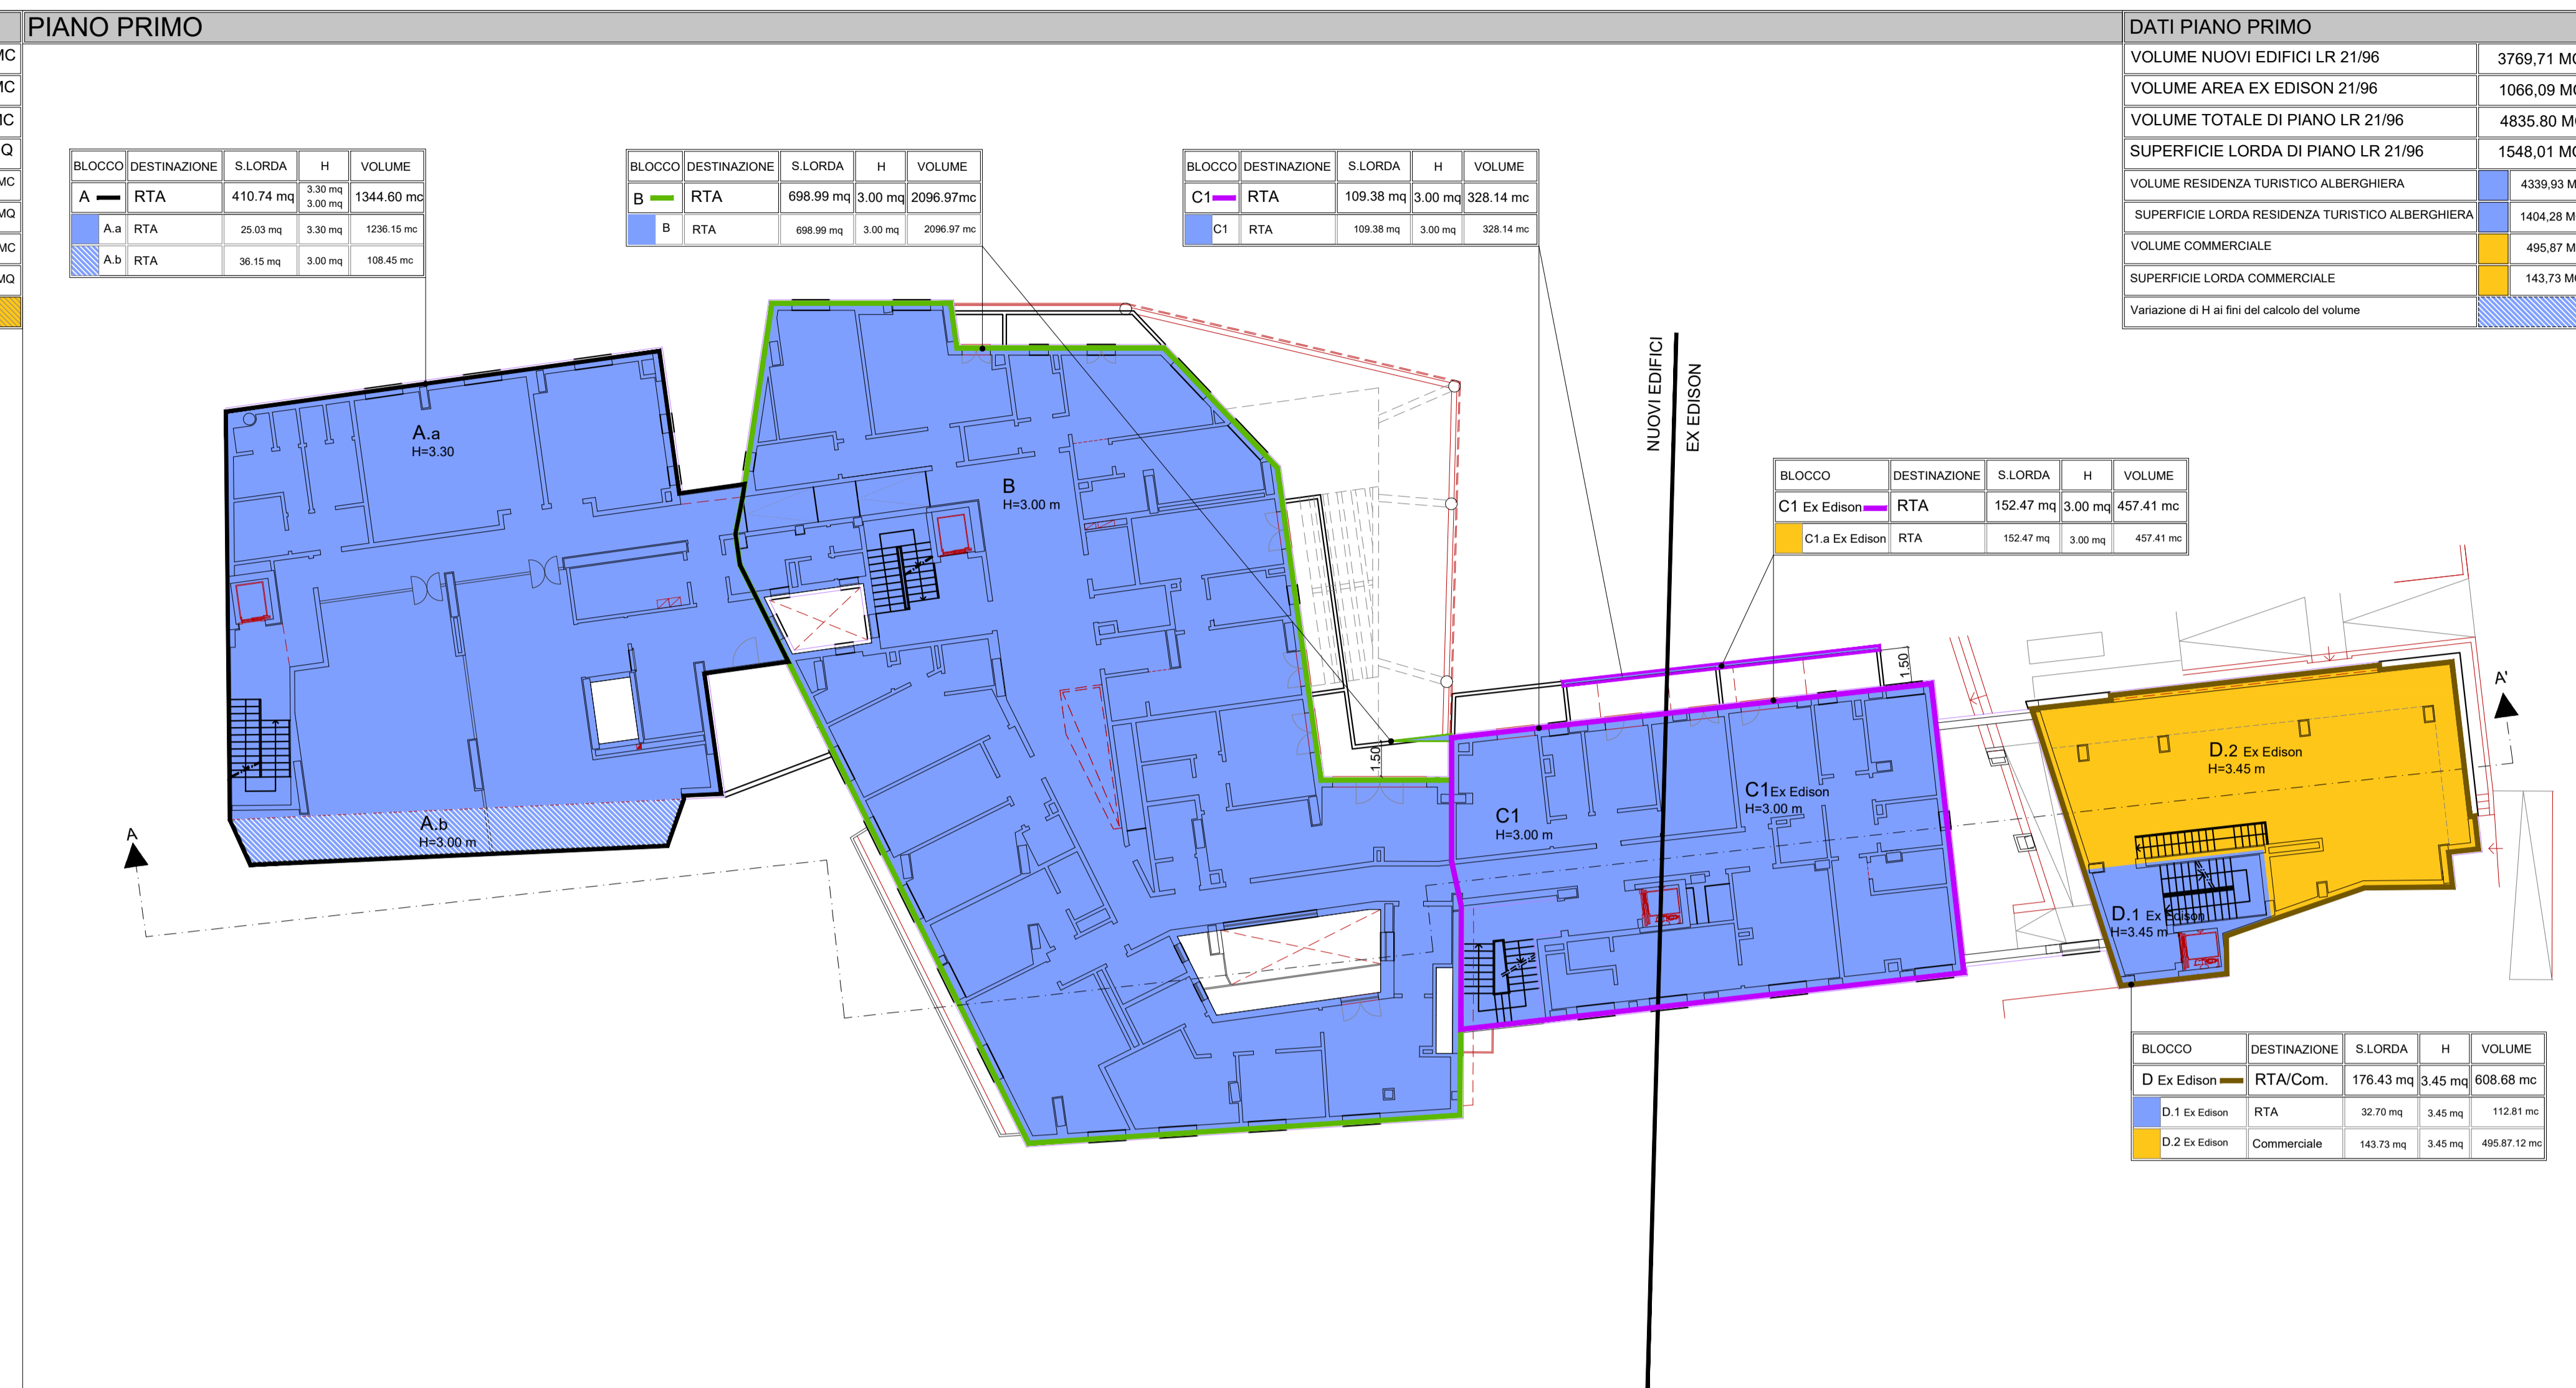 PIANO PRIMO
DATI PIANO PRIMO
MC
MC
MC
Q
MC
MQ
MC
MQ
VOLUME NUOVI EDIFICI LR 21/96 3769,71 MC
VOLUME AREA EX EDISON 21/96 1066,09 MC
VOLUME TOTALE DI PIANO LR 21/96 4835.80 MC
SUPERFICIE LORDA DI PIANO LR 21/96 1548,01 MQ
VOLUME RESIDENZA TURISTICO ALBERGHIERA 4339,93 M
SUPERFICIE LORDA RESIDENZA TURISTICO ALBERGHIERA 1404,28 M
VOLUME COMMERCIALE 495,87 M
SUPERFICIE LORDA COMMERCIALE 143,73 M
Variazione di H ai fini del calcolo del volume
BLOCCO DESTINAZIONE S.LORDA H VOLUME
A RTA 410.74 mq 3.30 mq 3.00 mq 1344.60 mc
A.a RTA 25.03 mq 3.30 mq 1236.15 mc
A.b RTA 36.15 mq 3.00 mq 108.45 mc
BLOCCO DESTINAZIONE S.LORDA H VOLUME
B RTA 698.99 mq 3.00 mq 2096.97mc
B RTA 698.99 mq 3.00 mq 2096.97 mc
BLOCCO DESTINAZIONE S.LORDA H VOLUME
C1 RTA 109.38 mq 3.00 mq 328.14 mc
C1 RTA 109.38 mq 3.00 mq 328.14 mc
NUOVI EDIFICI
EX EDISON
BLOCCO DESTINAZIONE S.LORDA H VOLUME
C1 Ex Edison RTA 152.47 mq 3.00 mq 457.41 mc
C1.a Ex Edison RTA 152.47 mq 3.00 mq 457.41 mc
A.a
H=3.30
B
H=3.00 m
1.50
A'
1.50
D.2 Ex Edison
H=3.45 m
C1 Ex Edison
H=3.00 m
C1
H=3.00 m
A
A.b
H=3.00 m
D.1 Ex Edison
H=3.45 m
BLOCCO DESTINAZIONE S.LORDA H VOLUME
D Ex Edison RTA/Com. 176.43 mq 3.45 mq 608.68 mc
D.1 Ex Edison RTA 32.70 mq 3.45 mq 112.81 mc
D.2 Ex Edison Commerciale 143.73 mq 3.45 mq 495.87.12 mc